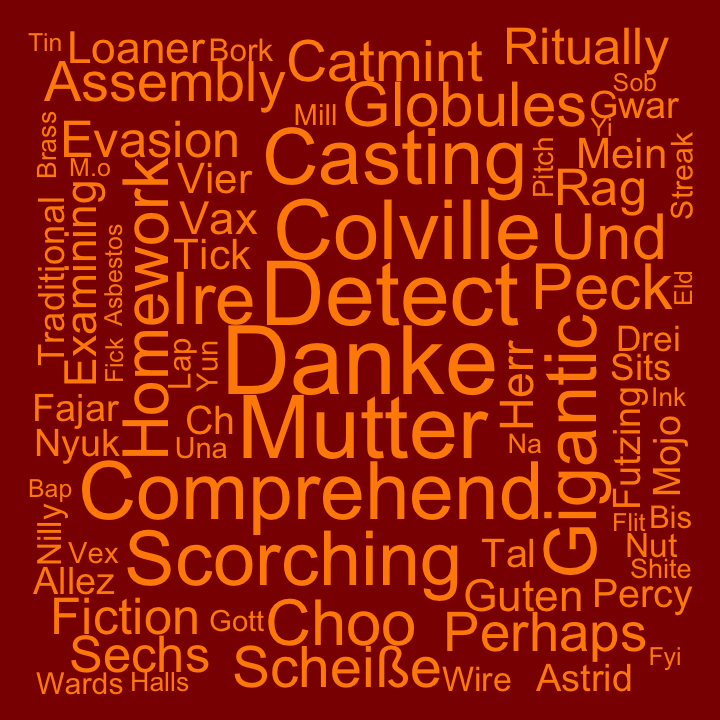 Tin
Loaner
Bork
Catmint
Ritually
Assembly
Sob
Globules
Gwar
Mill
Yi
Brass
Evasion
Casting
Pitch
Mein
Streak
M.o
Homework
Vier
Rag
Traditional
Examining
Vax
Colville
Und
Asbestos
Tick
Ire
Detect
Peck
Eld
Fick
Lap
Yun
Danke
Herr
Gigantic
Drei
Sits
Fajar
Ch
Mutter
Ink
Nyuk
Una
Na
Futzing
Mojo
Bap
Comprehend
Flit
Bis
Nilly
Vex
Scorching
Tal
Nut
Shite
Allez
Guten
Percy
Fiction
Gott
Choo
Perhaps
Sechs
Scheiße
Wire
Astrid
Fyi
Wards
Halls